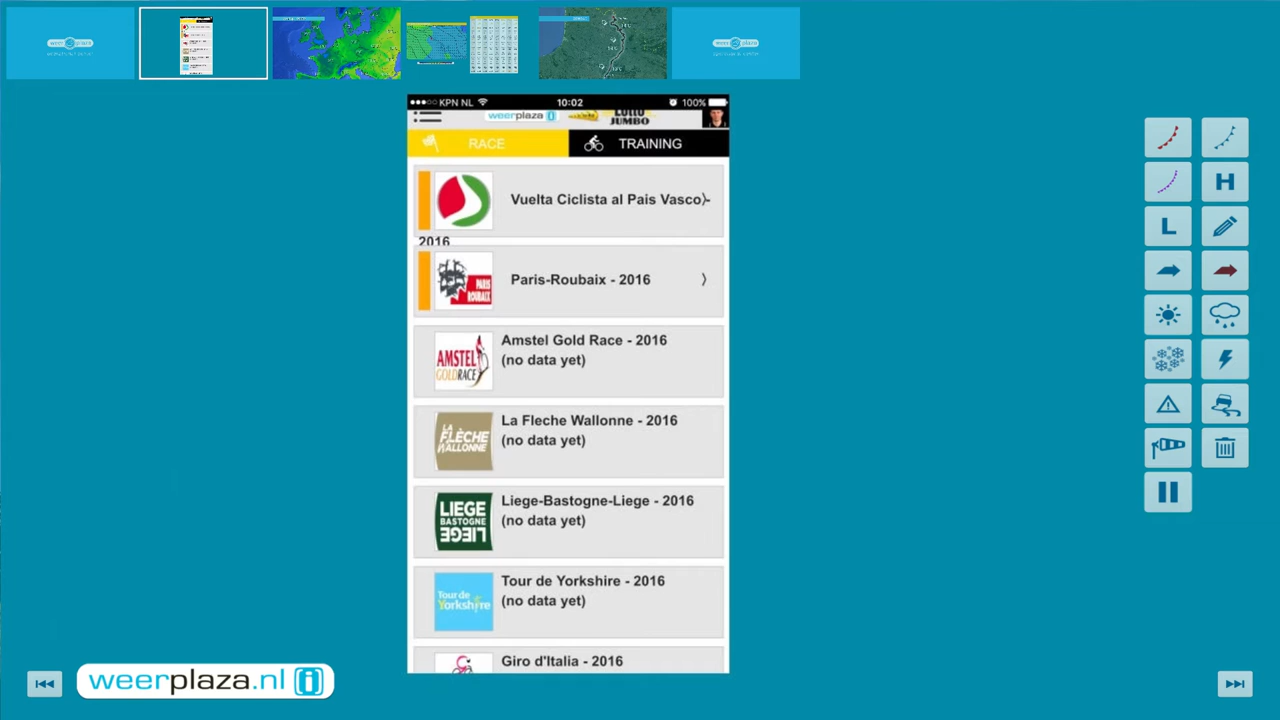 weerplaza
weerplaza
●●●○○ KPN NL
10:02
100%
weerplaza
LOTTO
JUMBO
RACE
TRAINING
Vuelta Ciclista al Pais Vasco -
2016
PARIS
ROUBAIX
Paris-Roubaix - 2016
AMSTEL
GOLD RACE
Amstel Gold Race - 2016
(no data yet)
LA
FLÈCHE
WALLONNE
La Fleche Wallonne - 2016
(no data yet)
LIEGE
BASTOGNE
LIEGE
Liege-Bastogne-Liege - 2016
(no data yet)
Tour de
Yorkshire
Tour de Yorkshire - 2016
(no data yet)
Giro d'Italia - 2016
H
L
weerplaza.nl